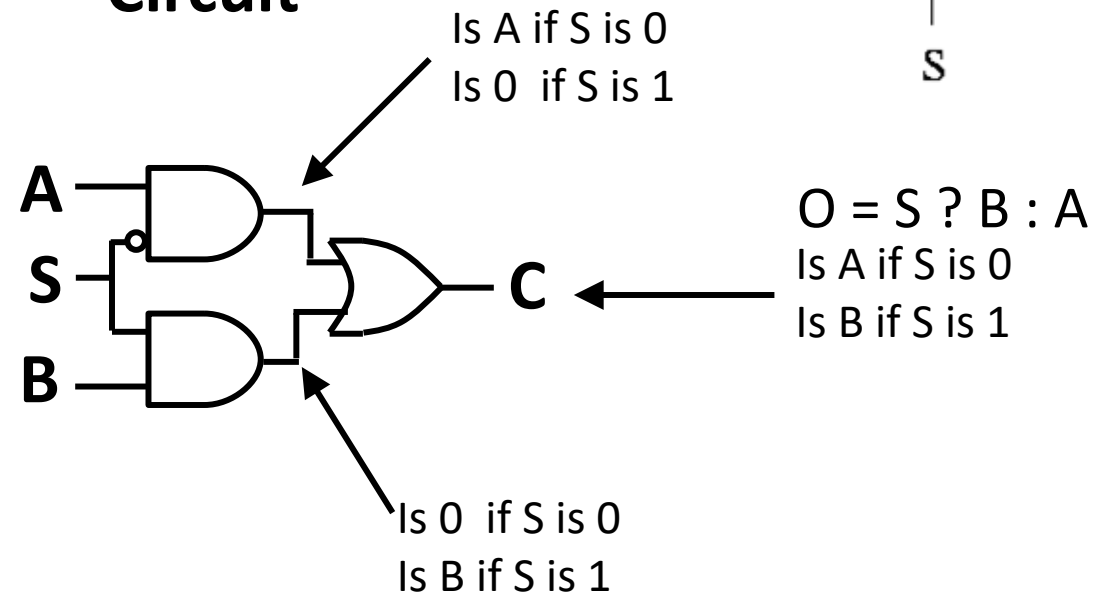 Circuit
Is A if S is 0
Is 0 if S is 1
S
A
S
B
C
O = S ? B : A
Is A if S is 0
Is B if S is 1
Is 0 if S is 0
Is B if S is 1